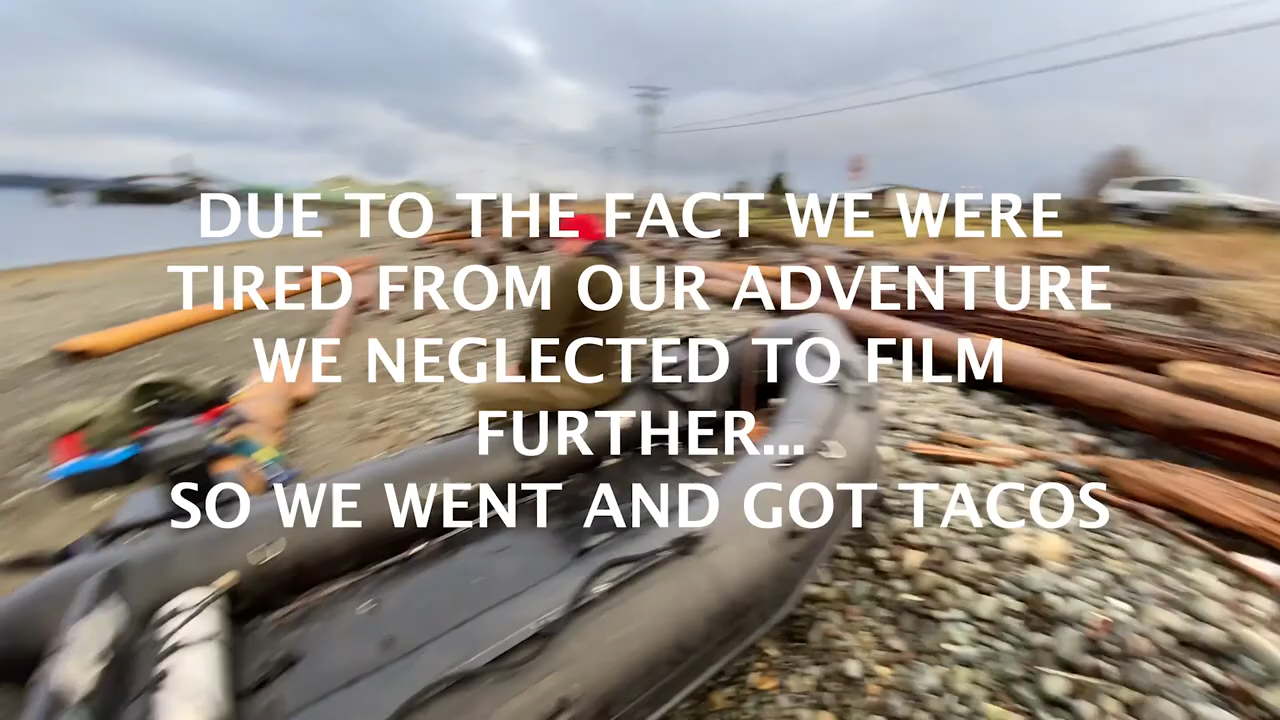 DUE TO THE FACT WE WERE
TIRED FROM OUR ADVENTURE
WE NEGLECTED TO FILM
FURTHER...
SO WE WENT AND GOT TACOS